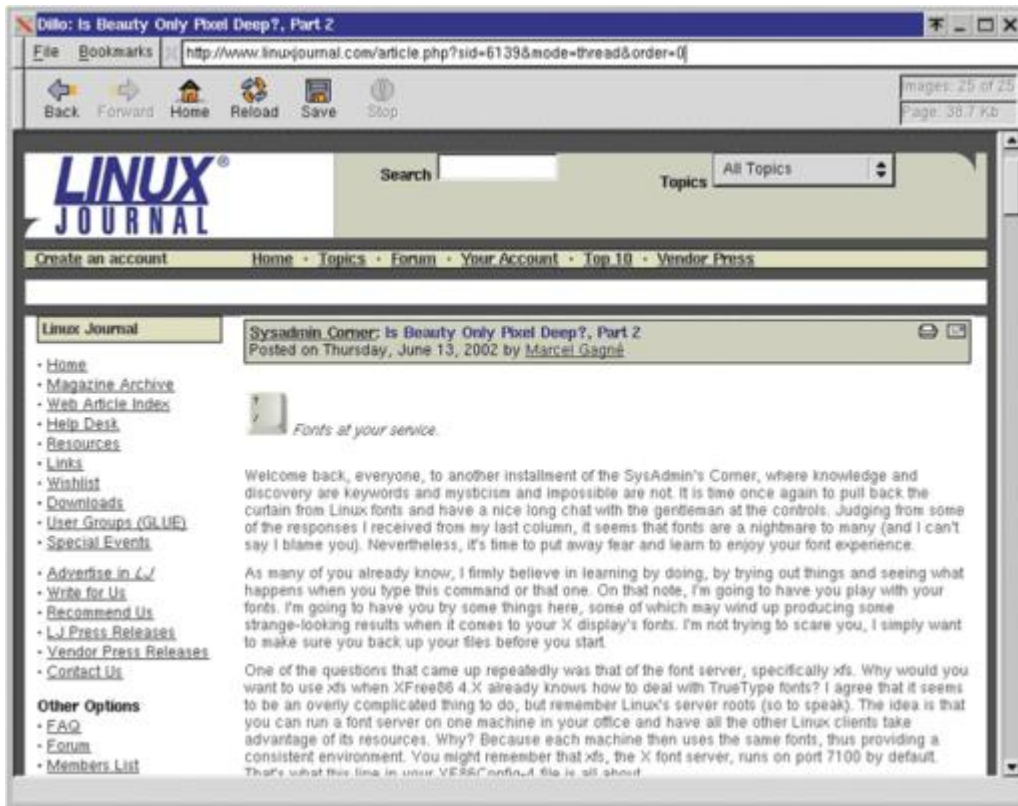 Dillo: Is Beauty Only Pixel Deep?, Part 2
File Bookmarks http://www.linuxjournal.com/article.php?sid=6139&mode=thread&order=0
Back Forward Home Reload Save Stop
Images: 25 of 25
Page: 38.7 Kb
LINUX®
JOURNAL
Search
Topics All Topics
Create an account Home · Topics · Forum · Your Account · Top 10 · Vendor Press
Linux Journal
· Home
· Magazine Archive
· Web Article Index
· Help Desk
· Resources
· Links
· Wishlist
· Downloads
· User Groups (GLUE)
· Special Events
· Advertise in LJ
· Write for Us
· Recommend Us
· LJ Press Releases
· Vendor Press Releases
· Contact Us
Other Options
· FAQ
· Forum
· Members List
Sysadmin Corner: Is Beauty Only Pixel Deep?, Part 2
Posted on Thursday, June 13, 2002 by Marcel Gagné
? /
Fonts at your service.
Welcome back, everyone, to another installment of the SysAdmin's Corner, where knowledge and
discovery are keywords and mysticism and impossible are not. It is time once again to pull back the
curtain from Linux fonts and have a nice long chat with the gentleman at the controls. Judging from some
of the responses I received from my last column, it seems that fonts are a nightmare to many (and I can't
say I blame you). Nevertheless, it's time to put away fear and learn to enjoy your font experience.
As many of you already know, I firmly believe in learning by doing, by trying out things and seeing what
happens when you type this command or that one. On that note, I'm going to have you play with your
fonts. I'm going to have you try some things here, some of which may wind up producing some
strange-looking results when it comes to your X display's fonts. I'm not trying to scare you, I simply want
to make sure you back up your files before you start.
One of the questions that came up repeatedly was that of the font server, specifically xfs. Why would you
want to use xfs when XFree86 4.X already knows how to deal with TrueType fonts? I agree that it seems
to be an overly complicated thing to do, but remember Linux's server roots (so to speak). The idea is that
you can run a font server on one machine in your office and have all the other Linux clients take
advantage of its resources. Why? Because each machine then uses the same fonts, thus providing a
consistent environment. You might remember that xfs, the X font server, runs on port 7100 by default.
That's what this line in your XF86Config-4 file is all about